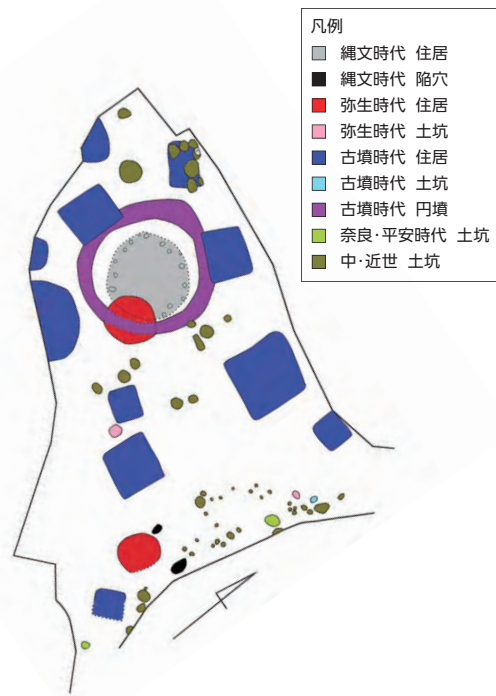 凡例
縄文時代 住居
縄文時代 陥穴
弥生時代 住居
弥生時代 土坑
古墳時代 住居
古墳時代 土坑
古墳時代 円墳
奈良・平安時代 土坑
中・近世 土坑